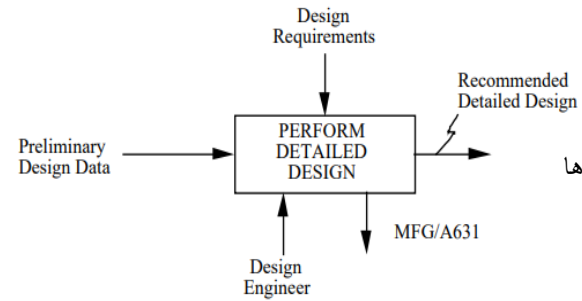 Design
Requirements
Recommended
Detailed Design
PERFORM
DETAILED
DESIGN
Preliminary
Design Data
ها
MFG/A631
Design
Engineer